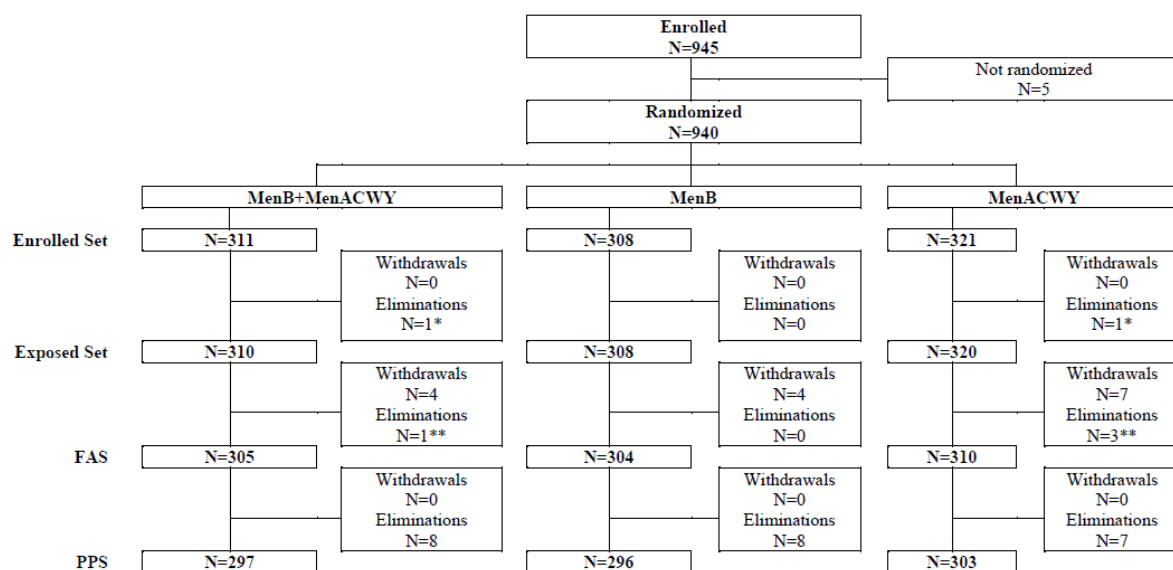 Enrolled
N=945
Not randomized
N=5
Randomized
N=940
MenB+MenACWY
MenB
MenACWY
Enrolled Set
N=311
N=308
N=321
Withdrawals
N=0
Eliminations
N=1*
Withdrawals
N=0
Eliminations
N=0
Withdrawals
N=0
Eliminations
N=1*
Exposed Set
N=310
N=308
N=320
Withdrawals
N=4
Eliminations
N=1**
Withdrawals
N=4
Eliminations
N=0
Withdrawals
N=7
Eliminations
N=3**
FAS
N=305
N=304
N=310
Withdrawals
N=0
Eliminations
N=8
Withdrawals
N=0
Eliminations
N=8
Withdrawals
N=0
Eliminations
N=7
PPS
N=297
N=296
N=303